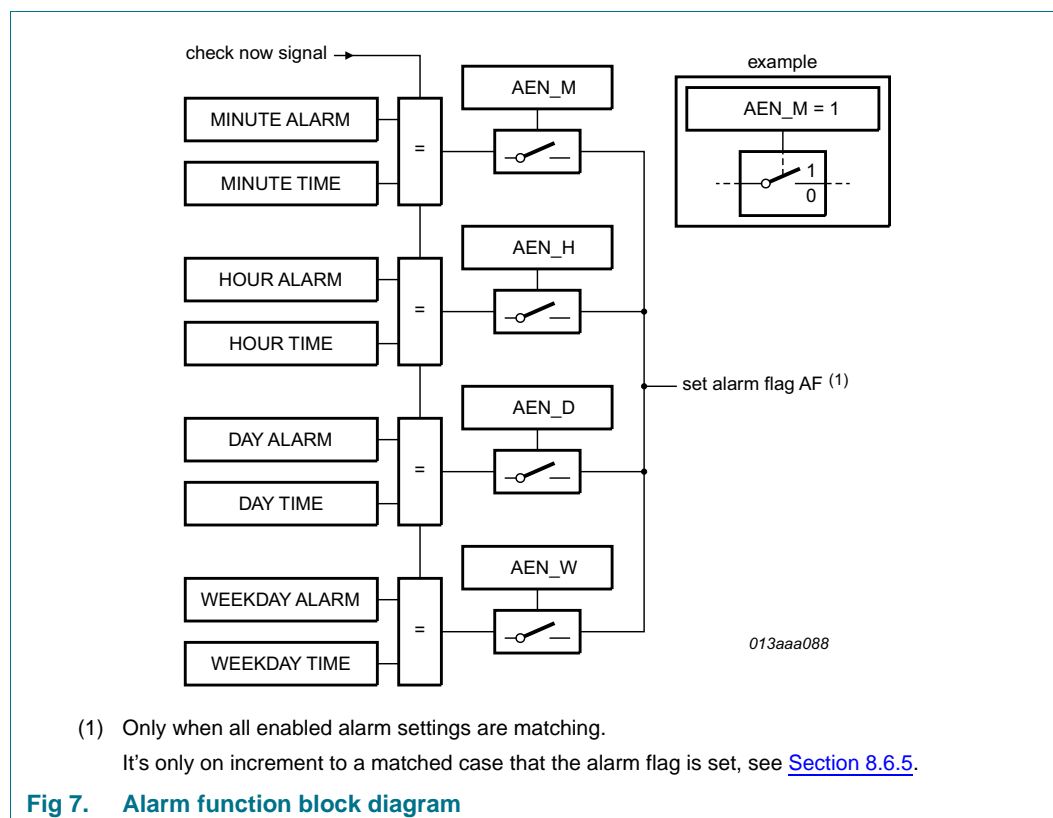 check now signal
example
AEN_M
AEN_M = 1
MINUTE ALARM
=
1
MINUTE TIME
0
AEN_H
HOUR ALARM
=
HOUR TIME
set alarm flag AF (1)
AEN_D
DAY ALARM
=
DAY TIME
AEN_W
WEEKDAY ALARM
=
WEEKDAY TIME
013aaa088
(1) Only when all enabled alarm settings are matching.
It's only on increment to a matched case that the alarm flag is set, see Section 8.6.5.
Fig 7. Alarm function block diagram